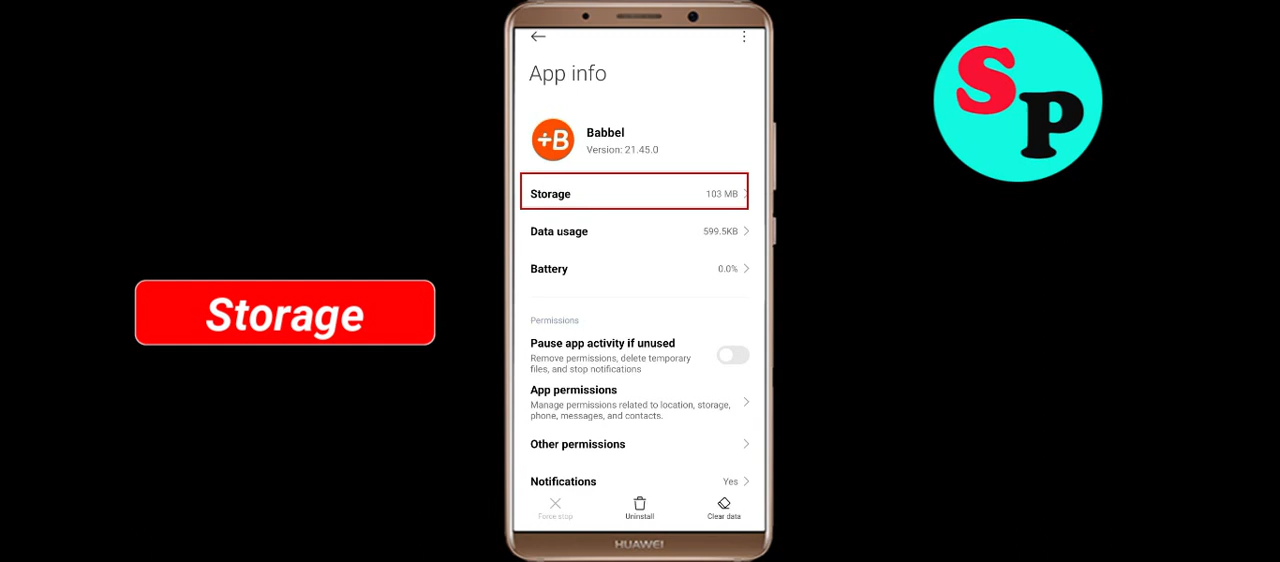 App info
+B
Babbel
Version: 21.45.0
Storage 103 MB
Data usage 599.5KB
Battery 0.0%
Permissions
Pause app activity if unused
Remove permissions, delete temporary
files, and stop notifications
App permissions
Manage permissions related to location, storage,
phone, messages, and contacts.
Other permissions
Notifications Yes
Force stop Uninstall Clear data
HUAWEI
Storage
SP